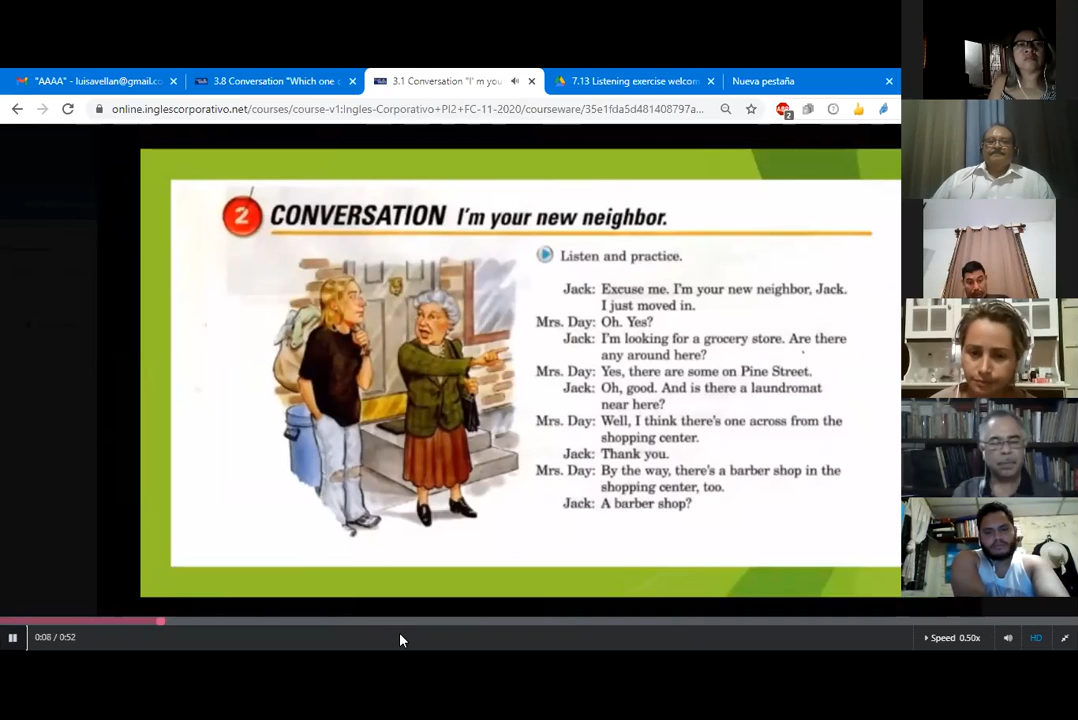 "AAAA" - luisavellan@gmail.co
3.8 Conversation "Which one c
3.1 Conversation "I' m you
7.13 Listening exercise welcom
Nueva pestaña
online.inglescorporativo.net/courses/course-v1:Ingles-Corporativo+PI2+FC-11-2020/courseware/35e1fda5d481408797a...
ABP
2
2 CONVERSATION I'm your new neighbor.
Listen and practice.
Jack: Excuse me. I'm your new neighbor, Jack.
I just moved in.
Mrs. Day: Oh. Yes?
Jack: I'm looking for a grocery store. Are there
any around here?
Mrs. Day: Yes, there are some on Pine Street.
Jack: Oh, good. And is there a laundromat
near here?
Mrs. Day: Well, I think there's one across from the
shopping center.
Jack: Thank you.
Mrs. Day: By the way, there's a barber shop in the
shopping center, too.
Jack: A barber shop?
0:08 / 0:52
Speed 0.50x
HD